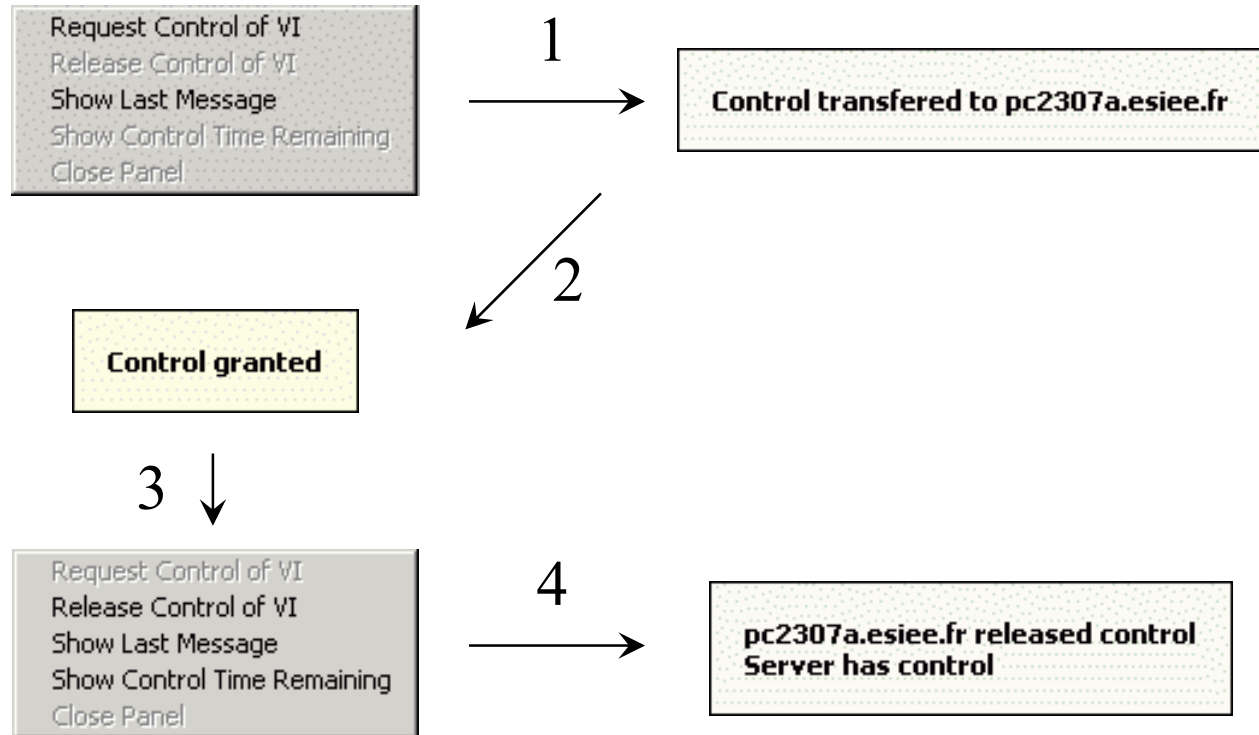 Request Control of VI
Release Control of VI
Show Last Message
Show Control Time Remaining
Close Panel
1
Control transfered to pc2307a.esiee.fr
2
Control granted
3
Request Control of VI
Release Control of VI
Show Last Message
Show Control Time Remaining
Close Panel
4
pc2307a.esiee.fr released control
Server has control